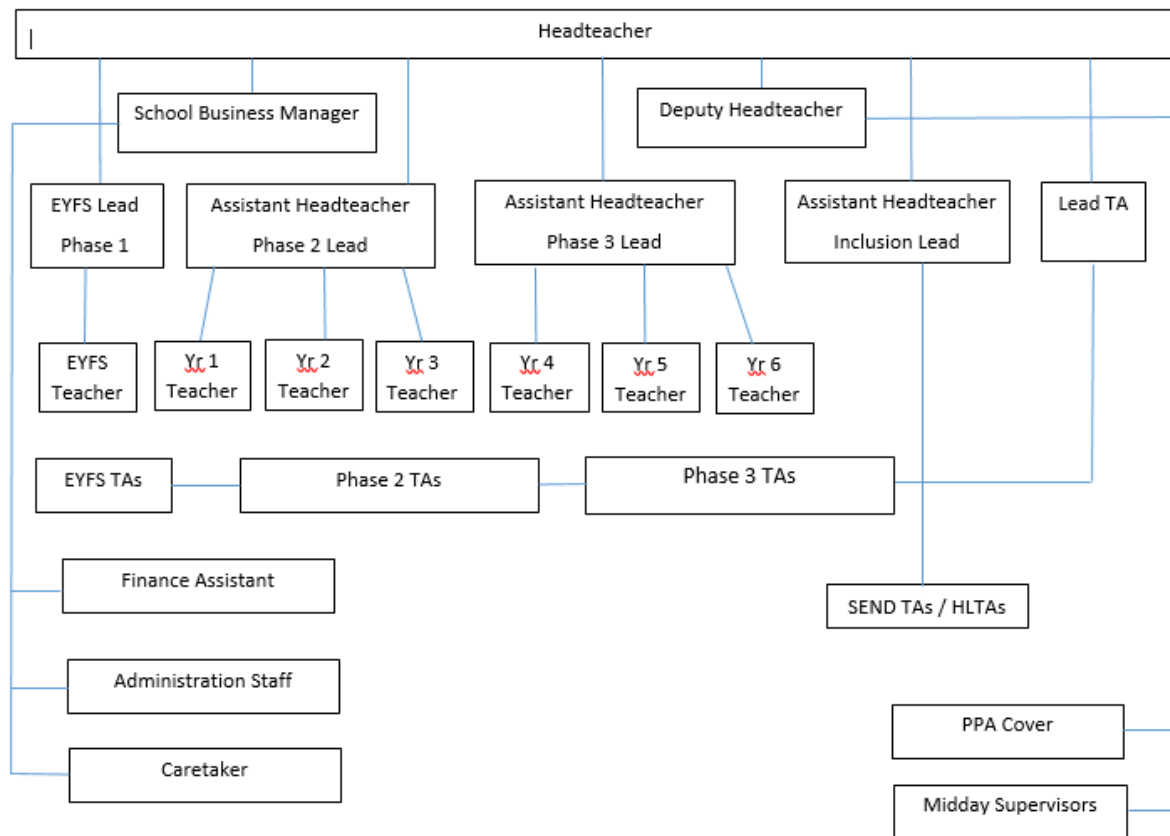 Headteacher
School Business Manager
Deputy Headteacher
EYFS Lead
Phase 1
Assistant Headteacher
Phase 2 Lead
Assistant Headteacher
Phase 3 Lead
Assistant Headteacher
Inclusion Lead
Lead TA
EYFS
Teacher
Yr 1
Teacher
Yr 2
Teacher
Yr 3
Teacher
Yr 4
Teacher
Yr 5
Teacher
Yr 6
Teacher
EYFS TAs
Phase 2 TAs
Phase 3 TAs
Finance Assistant
SEND TAs / HLTAs
Administration Staff
PPA Cover
Caretaker
Midday Supervisors